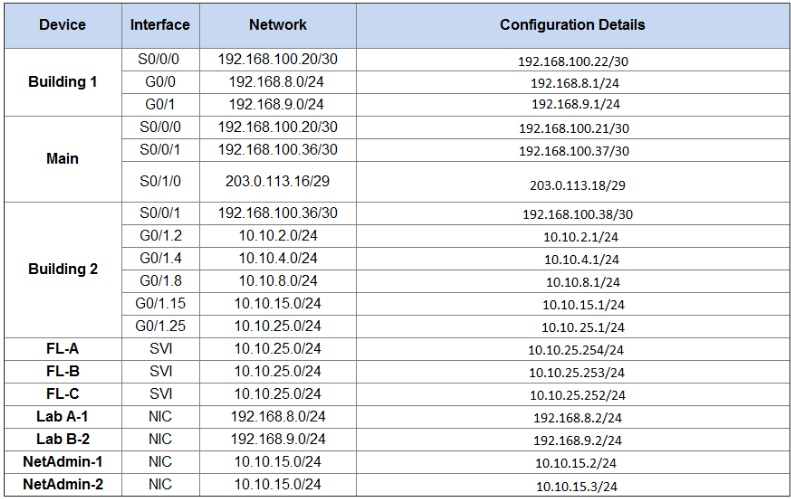 Device Interface Network Configuration Details
Building 1 S0/0/0 192.168.100.20/30 192.168.100.22/30
G0/0 192.168.8.0/24 192.168.8.1/24
G0/1 192.168.9.0/24 192.168.9.1/24
Main S0/0/0 192.168.100.20/30 192.168.100.21/30
S0/0/1 192.168.100.36/30 192.168.100.37/30
S0/1/0 203.0.113.16/29 203.0.113.18/29
Building 2 S0/0/1 192.168.100.36/30 192.168.100.38/30
G0/1.2 10.10.2.0/24 10.10.2.1/24
G0/1.4 10.10.4.0/24 10.10.4.1/24
G0/1.8 10.10.8.0/24 10.10.8.1/24
G0/1.15 10.10.15.0/24 10.10.15.1/24
G0/1.25 10.10.25.0/24 10.10.25.1/24
FL-A SVI 10.10.25.0/24 10.10.25.254/24
FL-B SVI 10.10.25.0/24 10.10.25.253/24
FL-C SVI 10.10.25.0/24 10.10.25.252/24
Lab A-1 NIC 192.168.8.0/24 192.168.8.2/24
Lab B-2 NIC 192.168.9.0/24 192.168.9.2/24
NetAdmin-1 NIC 10.10.15.0/24 10.10.15.2/24
NetAdmin-2 NIC 10.10.15.0/24 10.10.15.3/24